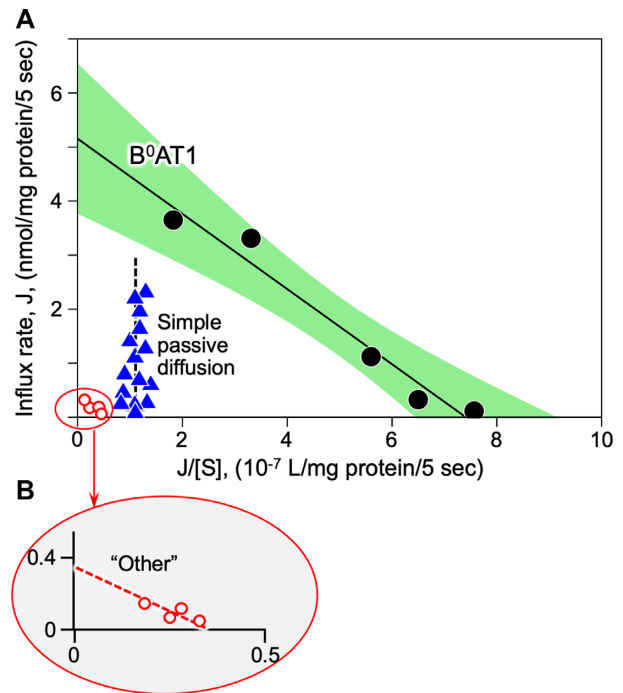 A
Influx rate, J, (nmol/mg protein/5 sec)
6
4
2
B⁰AT1
Simple
passive
diffusion
0
2
4
6
8
10
J/[S], (10⁻⁷ L/mg protein/5 sec)
B
0.4
"Other"
0
0
0.5